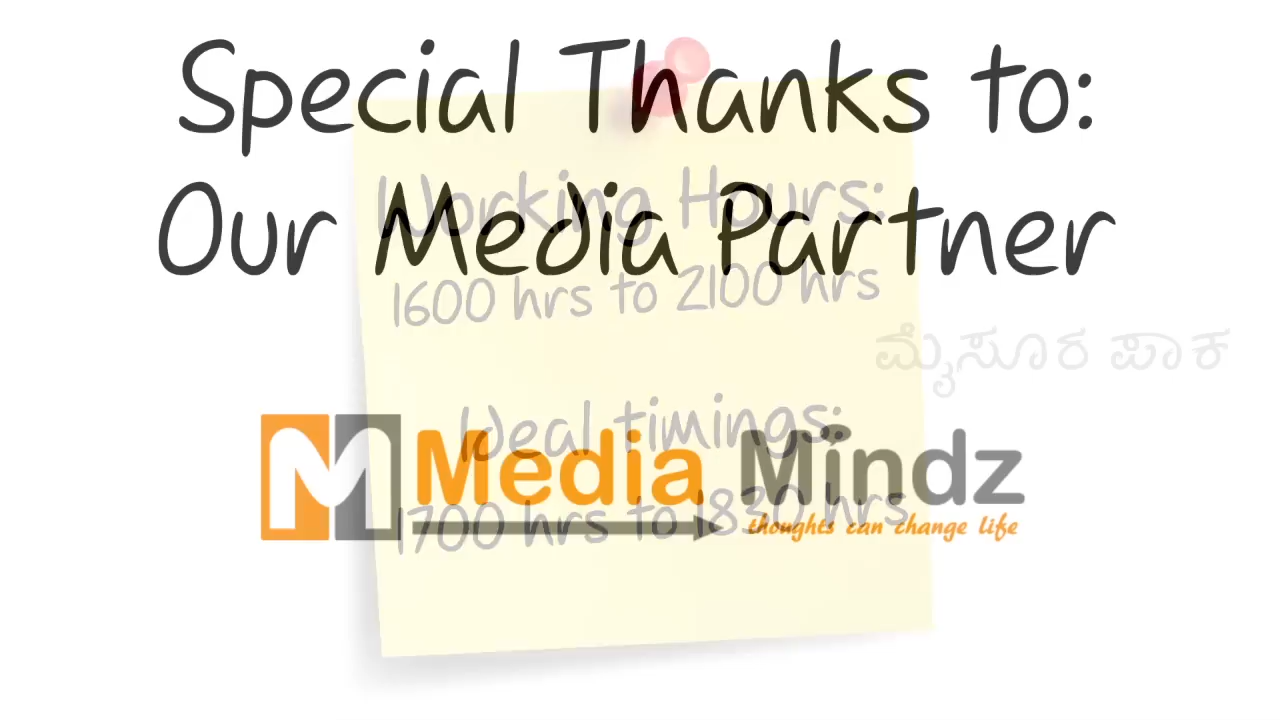 Special Thanks to:
Our Media Partner
Working Hours:
1600 hrs to 2100 hrs
ಮೈಸೂರ ಪಾಕ
Ideal timings:
Media Mindz
1700 hrs to 1830 hrs
thoughts can change life